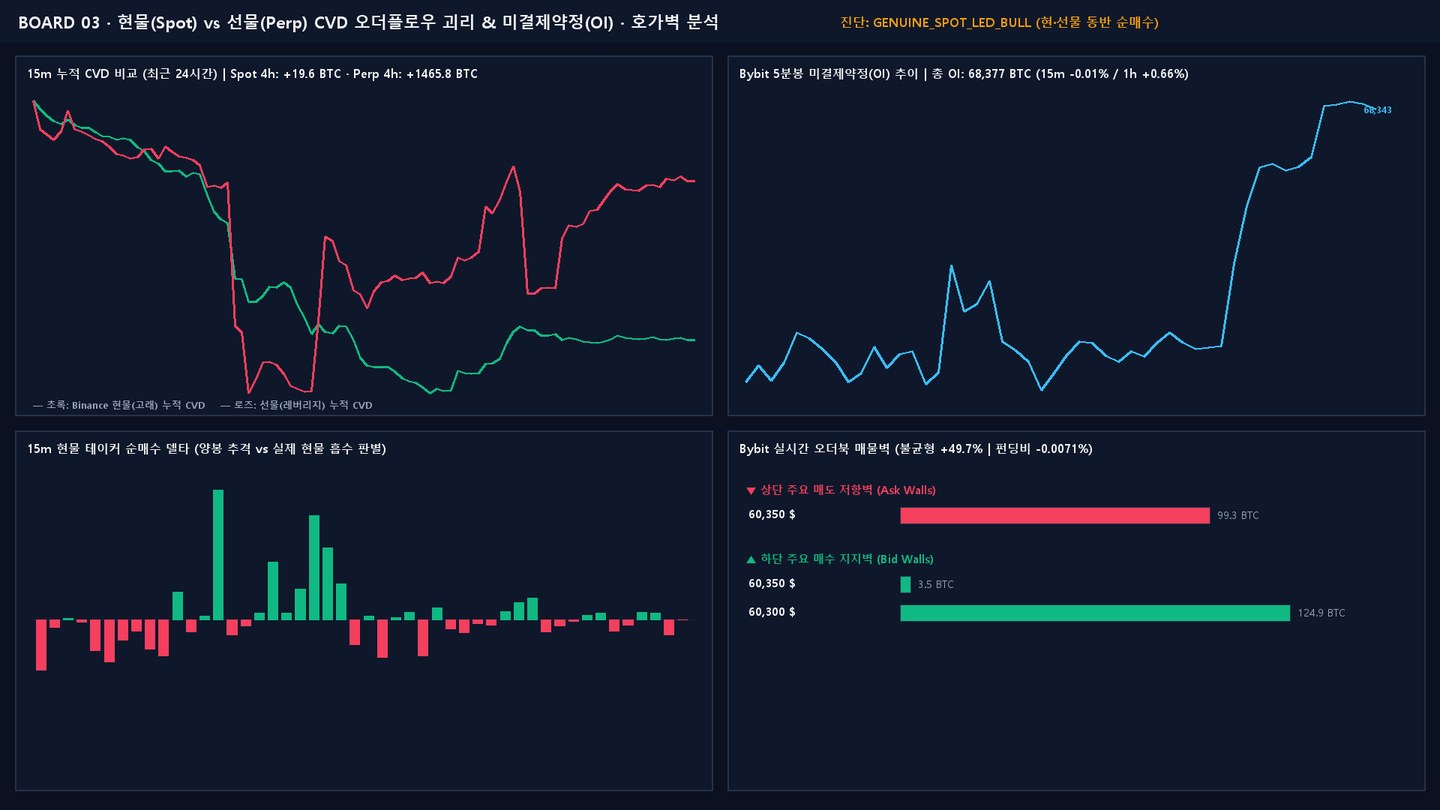 BOARD 03 · 현물(Spot) vs 선물(Perp) CVD 오더플로우 괴리 & 미결제약정(OI) · 호가벽 분석
진단: GENUINE_SPOT_LED_BULL (현·선물 동반 순매수)
15m 누적 CVD 비교 (최근 24시간) | Spot 4h: +19.6 BTC · Perp 4h: +1465.8 BTC
— 초록: Binance 현물(고래) 누적 CVD
— 로즈: 선물(레버리지) 누적 CVD
Bybit 5분봉 미결제약정(OI) 추이 | 총 OI: 68,377 BTC (15m -0.01% / 1h +0.66%)
68,343
15m 현물 테이커 순매수 델타 (양봉 추격 vs 실제 현물 흡수 판별)
Bybit 실시간 오더북 매물벽 (불균형 +49.7% | 펀딩비 -0.0071%)
▼ 상단 주요 매도 저항벽 (Ask Walls)
60,350 $ 99.3 BTC
▲ 하단 주요 매수 지지벽 (Bid Walls)
60,350 $ 3.5 BTC
60,300 $ 124.9 BTC